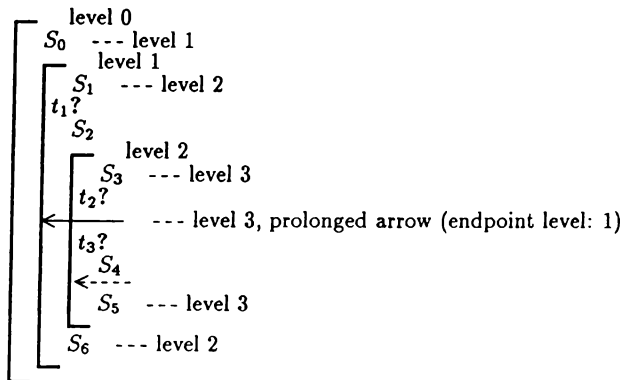 level 0
S₀ --- level 1
level 1
S₁ --- level 2
t₁?
S₂
level 2
S₃ --- level 3
t₂?
--- level 3, prolonged arrow (endpoint level: 1)
t₃?
S₄
S₅ --- level 3
S₆ --- level 2